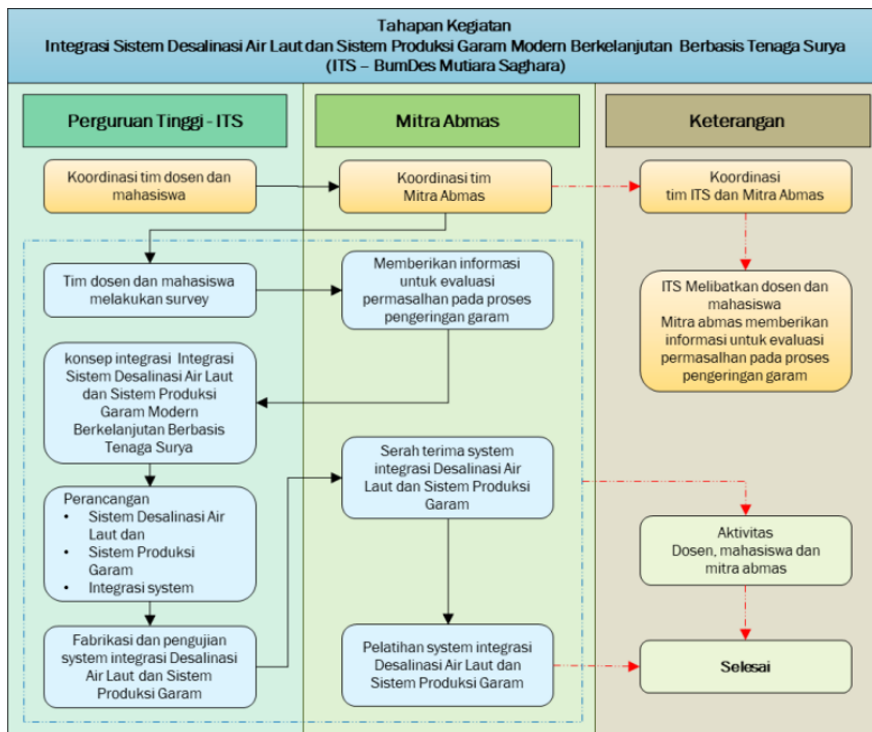 Tahapan Kegiatan
Integrasi Sistem Desalinasi Air Laut dan Sistem Produksi Garam Modern Berkelanjutan Berbasis Tenaga Surya
(ITS – BumDes Mutiara Saghara)
Perguruan Tinggi - ITS
Mitra Abmas
Keterangan
Koordinasi tim dosen dan
mahasiswa
Koordinasi tim
Mitra Abmas
Koordinasi
tim ITS dan Mitra Abmas
Tim dosen dan mahasiswa
melakukan survey
Memberikan informasi
untuk evaluasi
permasalhan pada proses
pengeringan garam
ITS Melibatkan dosen dan
mahasiswa
Mitra abmas memberikan
informasi untuk evaluasi
permasalhan pada proses
pengeringan garam
konsep integrasi Integrasi
Sistem Desalinasi Air Laut
dan Sistem Produksi
Garam Modern
Berkelanjutan Berbasis
Tenaga Surya
Serah terima system
integrasi Desalinasi Air
Laut dan Sistem Produksi
Garam
Perancangan
• Sistem Desalinasi Air
Laut dan
• Sistem Produksi
Garam
• Integrasi system
Aktivitas
Dosen, mahasiswa dan
mitra abmas
Fabrikasi dan pengujian
system integrasi Desalinasi
Air Laut dan Sistem
Produksi Garam
Pelatihan system integrasi
Desalinasi Air Laut dan
Sistem Produksi Garam
Selesai